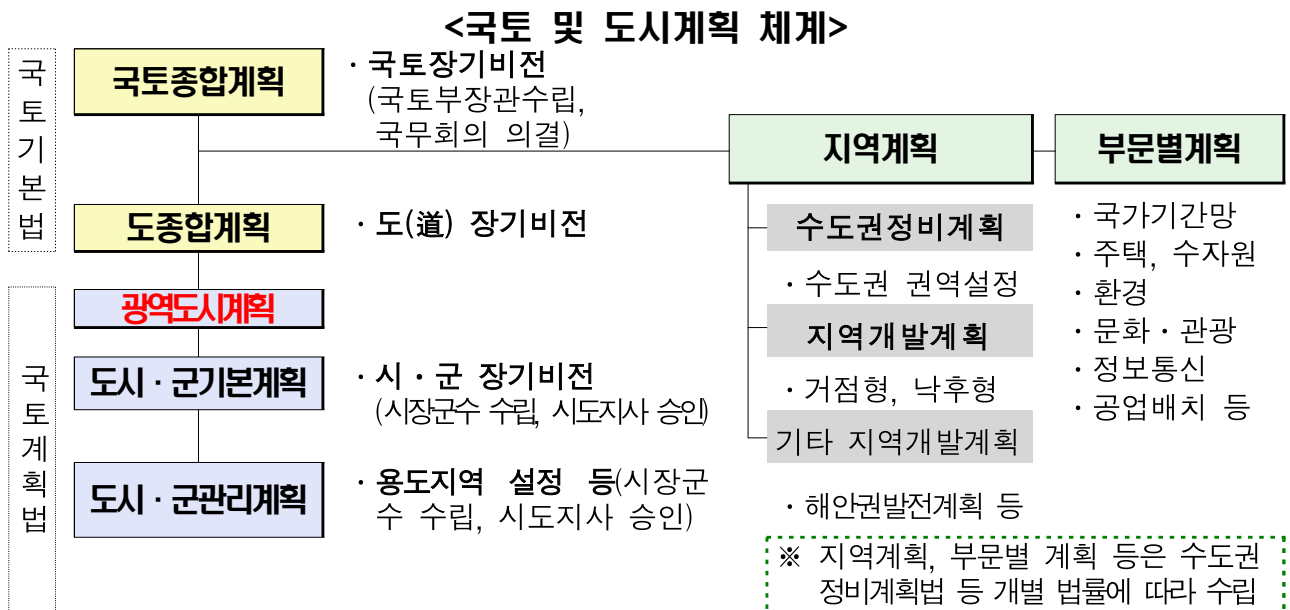 <국토 및 도시계획 체계>
국토기본법
국토종합계획
· 국토장기비전
(국토부장관수립,
국무회의 의결)
도종합계획
· 도(道) 장기비전
국토계획법
광역도시계획
도시 · 군기본계획
· 시 · 군 장기비전
(시장군수 수립, 시도지사 승인)
도시 · 군관리계획
· 용도지역 설정 등(시장군
수 수립, 시도지사 승인)
지역계획
수도권정비계획
· 수도권 권역설정
지역개발계획
· 거점형, 낙후형
기타 지역개발계획
· 해안권발전계획 등
부문별계획
· 국가기간망
· 주택, 수자원
· 환경
· 문화 · 관광
· 정보통신
· 공업배치 등
※ 지역계획, 부문별 계획 등은 수도권
정비계획법 등 개별 법률에 따라 수립